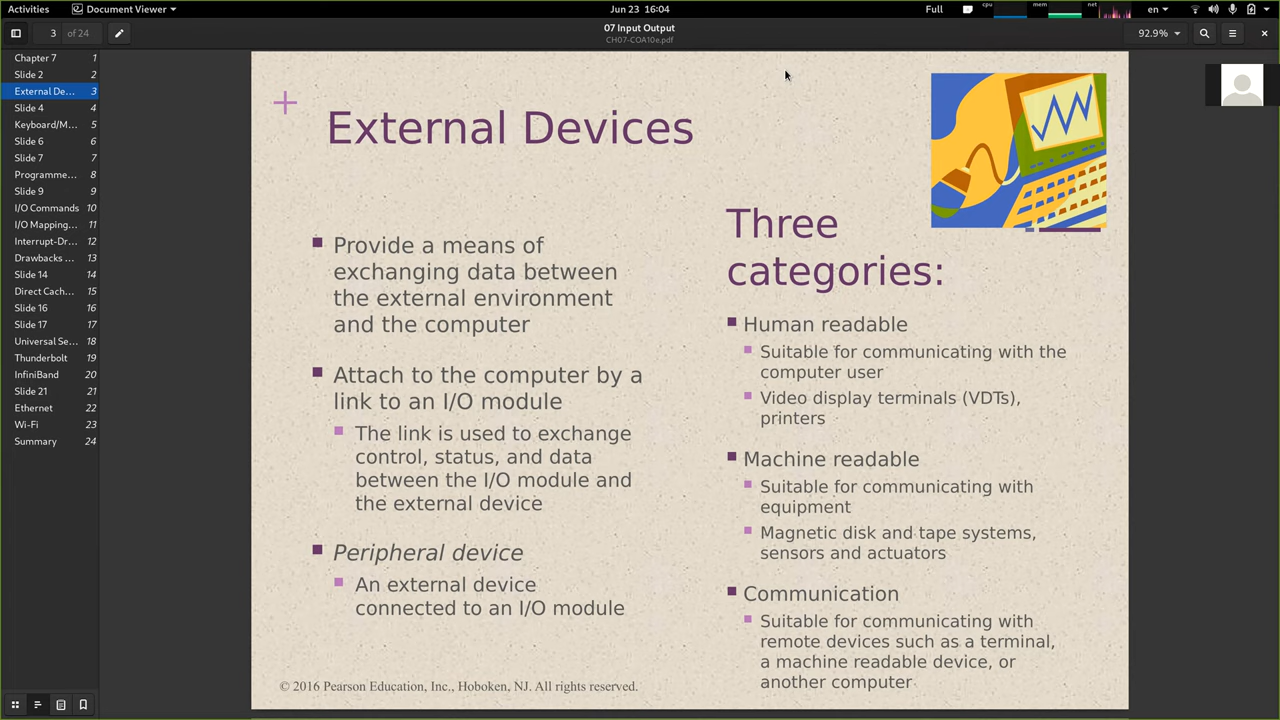 Activities
Document Viewer
Jun 23 16:04
Full
cpu
mem
net
en
3 of 24
07 Input Output
CH07-COA10e.pdf
92.9%
Chapter 7 1
Slide 2 2
External De... 3
Slide 4 4
Keyboard/M... 5
Slide 6 6
Slide 7 7
Programme... 8
Slide 9 9
I/O Commands 10
I/O Mapping... 11
Interrupt-Dr... 12
Drawbacks ... 13
Slide 14 14
Direct Cach... 15
Slide 16 16
Slide 17 17
Universal Se... 18
Thunderbolt 19
InfiniBand 20
Slide 21 21
Ethernet 22
Wi-Fi 23
Summary 24
+
External Devices
Provide a means of
exchanging data between
the external environment
and the computer
Attach to the computer by a
link to an I/O module
The link is used to exchange
control, status, and data
between the I/O module and
the external device
Peripheral device
An external device
connected to an I/O module
Three
categories:
Human readable
Suitable for communicating with the
computer user
Video display terminals (VDTs),
printers
Machine readable
Suitable for communicating with
equipment
Magnetic disk and tape systems,
sensors and actuators
Communication
Suitable for communicating with
remote devices such as a terminal,
a machine readable device, or
another computer
© 2016 Pearson Education, Inc., Hoboken, NJ. All rights reserved.